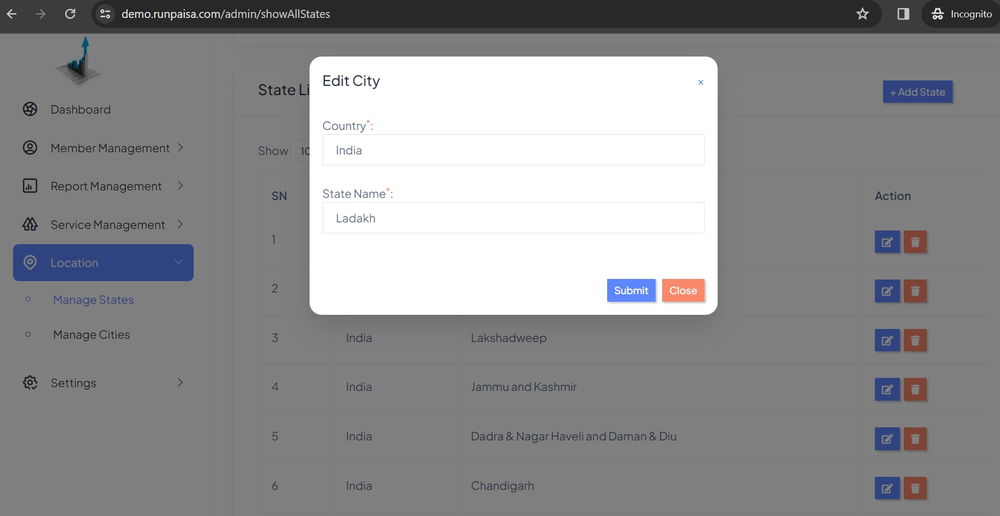 demo.runpaisa.com/admin/showAllStates
Incognito
Dashboard
Member Management
Report Management
Service Management
Location
Manage States
Manage Cities
Settings
State Li
+ Add State
Show 10
Edit City
×
Country*:
India
State Name*:
Ladakh
Submit Close
SN Action
1
2
3 India Lakshadweep
4 India Jammu and Kashmir
5 India Dadra & Nagar Haveli and Daman & Diu
6 India Chandigarh